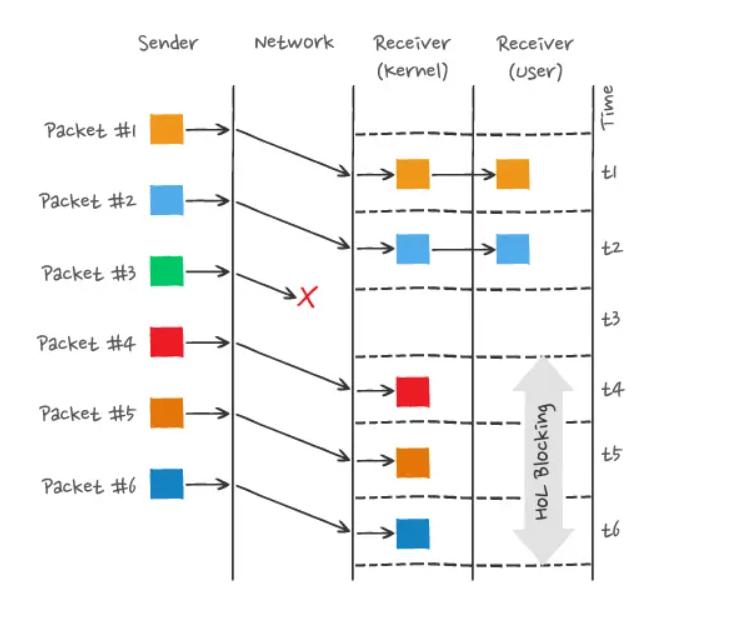 Sender
Network
Receiver
(kernel)
Receiver
(user)
Time
Packet #1
t1
Packet #2
t2
Packet #3
t3
Packet #4
t4
Packet #5
t5
Packet #6
t6
HOL Blocking